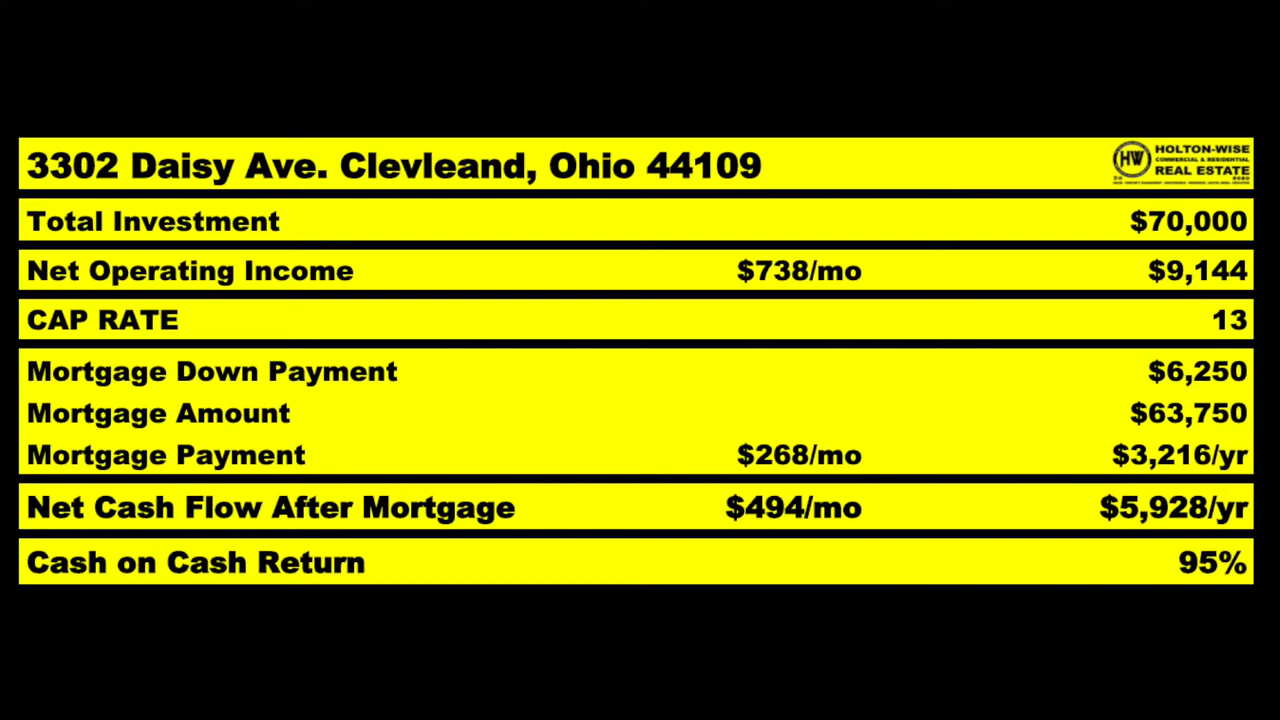 3302 Daisy Ave. Clevleand, Ohio 44109
HW HOLTON-WISE
COMMERCIAL & RESIDENTIAL
REAL ESTATE
Total Investment $70,000
Net Operating Income $738/mo $9,144
CAP RATE 13
Mortgage Down Payment $6,250
Mortgage Amount $63,750
Mortgage Payment $268/mo $3,216/yr
Net Cash Flow After Mortgage $494/mo $5,928/yr
Cash on Cash Return 95%